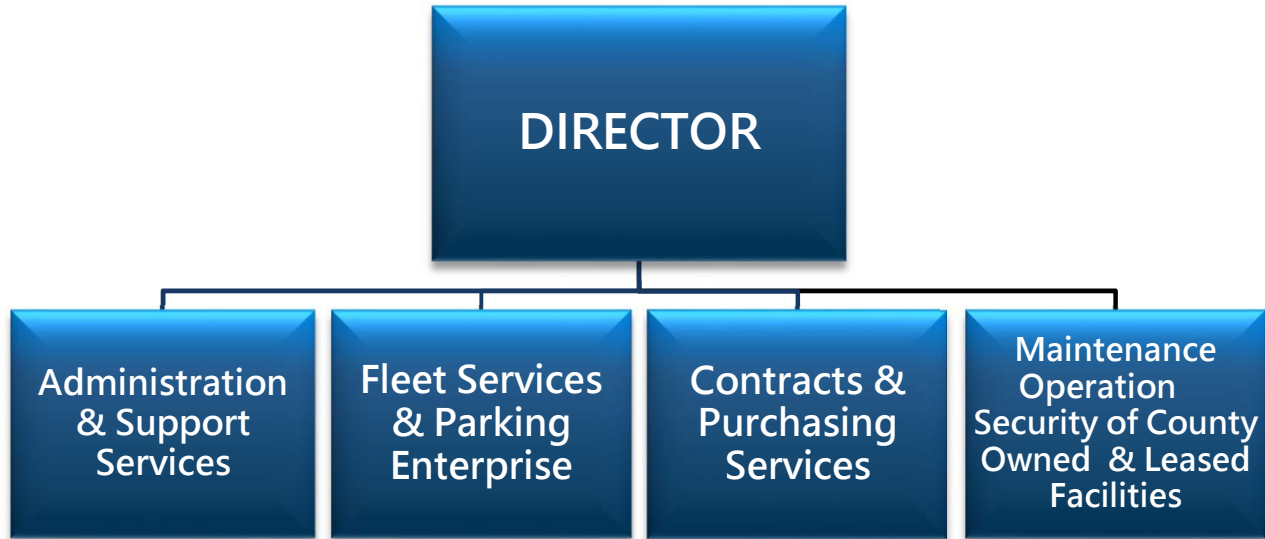 DIRECTOR
Administration
& Support
Services
Fleet Services
& Parking
Enterprise
Contracts &
Purchasing
Services
Maintenance
Operation
Security of County
Owned & Leased
Facilities